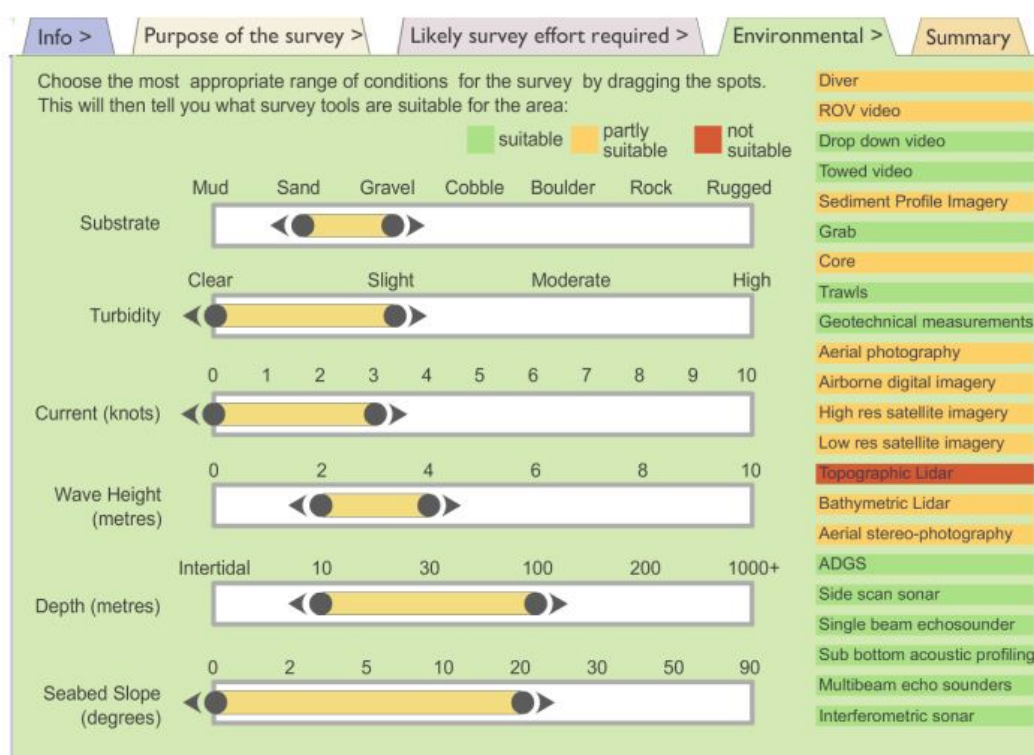 Info >
Purpose of the survey >
Likely survey effort required >
Environmental >
Summary
Choose the most appropriate range of conditions for the survey by dragging the spots.
This will then tell you what survey tools are suitable for the area:
suitable
partly
suitable
not
suitable
Mud Sand Gravel Cobble Boulder Rock Rugged
Substrate
Clear Slight Moderate High
Turbidity
0 1 2 3 4 5 6 7 8 9 10
Current (knots)
0 2 4 6 8 10
Wave Height
(metres)
Intertidal 10 30 100 200 1000+
Depth (metres)
0 2 5 10 20 30 50 90
Seabed Slope
(degrees)
Diver
ROV video
Drop down video
Towed video
Sediment Profile Imagery
Grab
Core
Trawls
Geotechnical measurements
Aerial photography
Airborne digital imagery
High res satellite imagery
Low res satellite imagery
Topographic Lidar
Bathymetric Lidar
Aerial stereo-photography
ADGS
Side scan sonar
Single beam echosounder
Sub bottom acoustic profiling
Multibeam echo sounders
Interferometric sonar